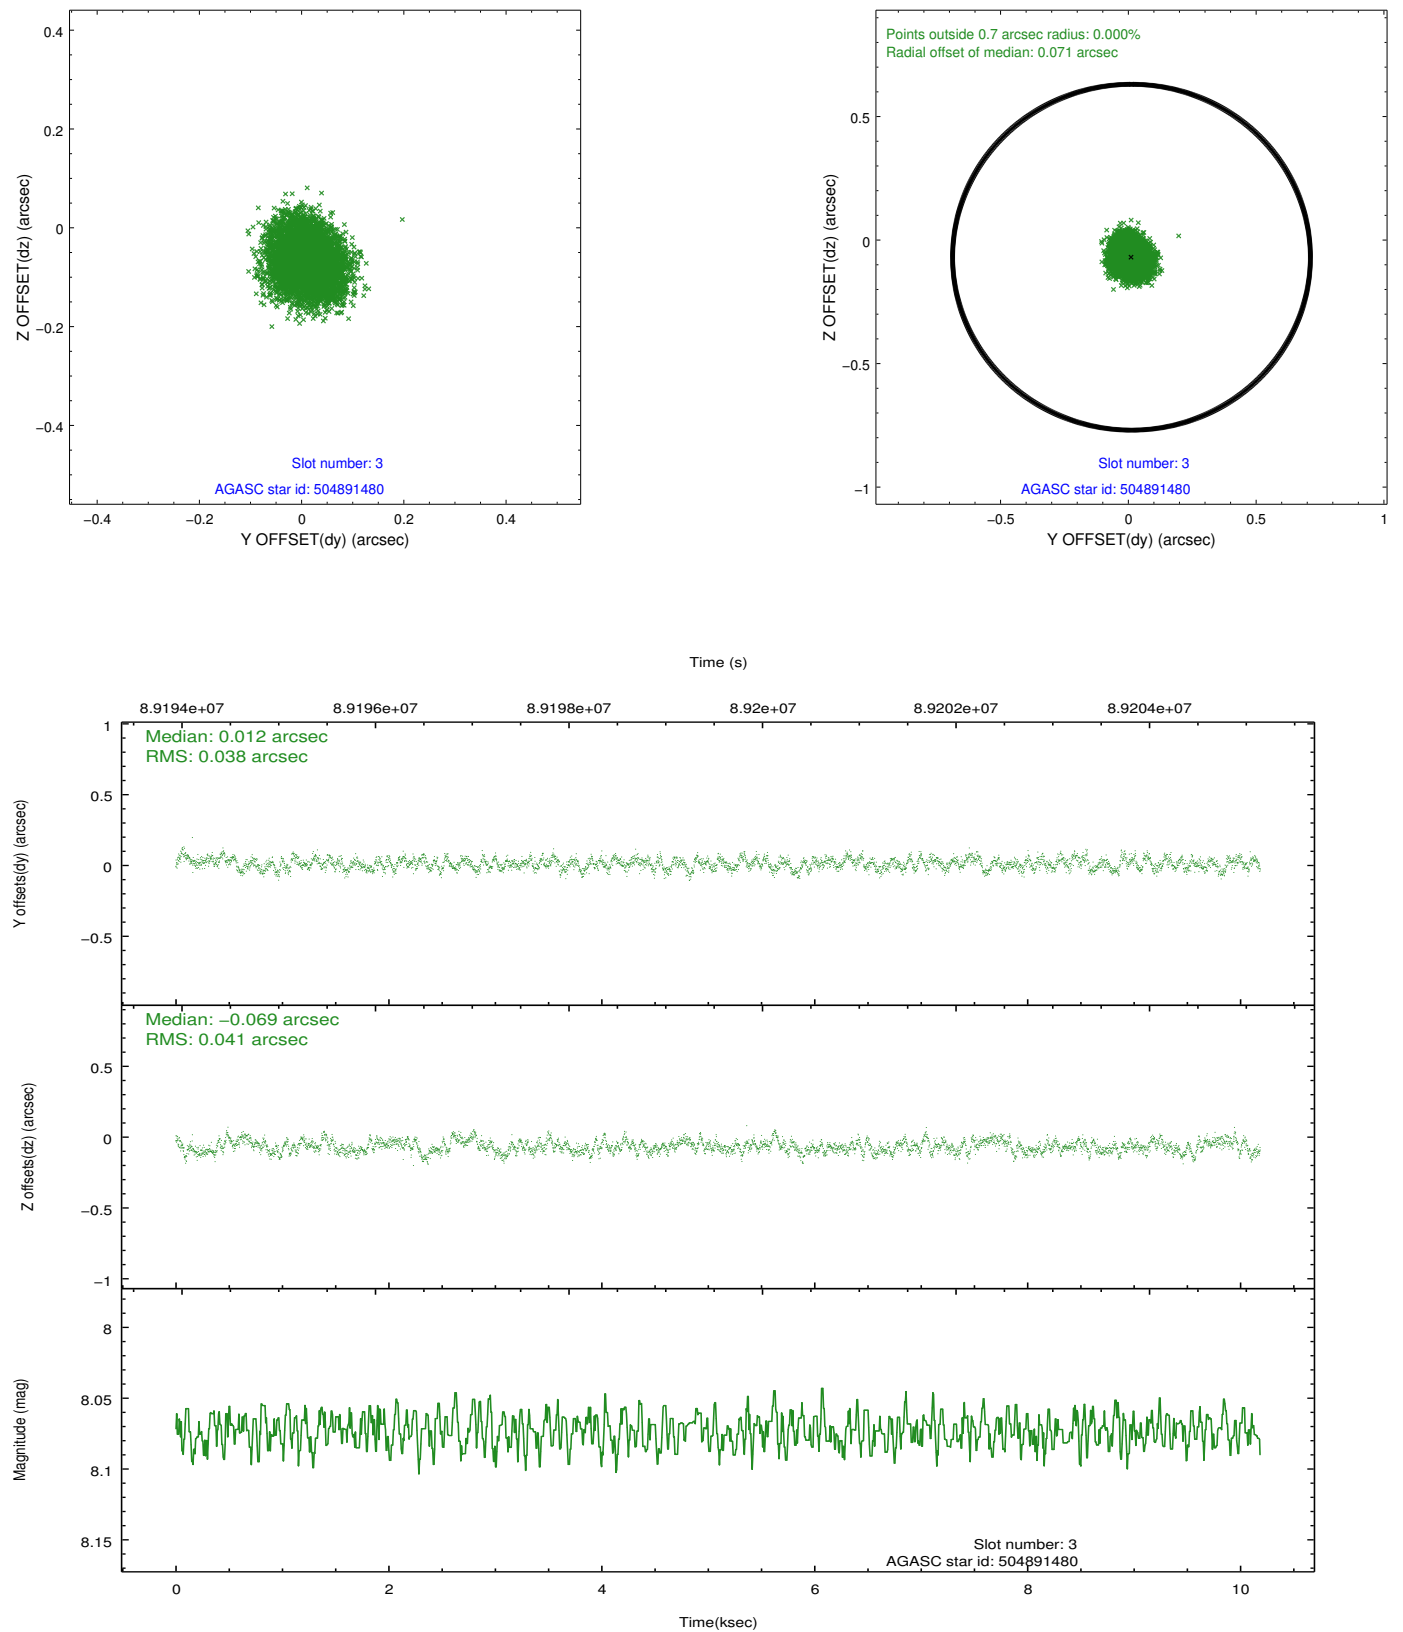 0.4
0.2
0
−0.2
−0.4
Z OFFSET(dz) (arcsec)
Slot number: 3
AGASC star id: 504891480
−0.4 −0.2 0 0.2 0.4
Y OFFSET(dy) (arcsec)
Points outside 0.7 arcsec radius: 0.000%
Radial offset of median: 0.071 arcsec
0.5
0
−0.5
−1
Z OFFSET(dz) (arcsec)
Slot number: 3
AGASC star id: 504891480
−0.5 0 0.5 1
Y OFFSET(dy) (arcsec)
Time (s)
8.9194e+07 8.9196e+07 8.9198e+07 8.92e+07 8.9202e+07 8.9204e+07
Median: 0.012 arcsec
RMS: 0.038 arcsec
1
0.5
0
−0.5
Y offsets(dy) (arcsec)
Median: −0.069 arcsec
RMS: 0.041 arcsec
0.5
0
−0.5
−1
Z offsets(dz) (arcsec)
8
8.05
8.1
8.15
Magnitude (mag)
Slot number: 3
AGASC star id: 504891480
0 2 4 6 8 10
Time(ksec)